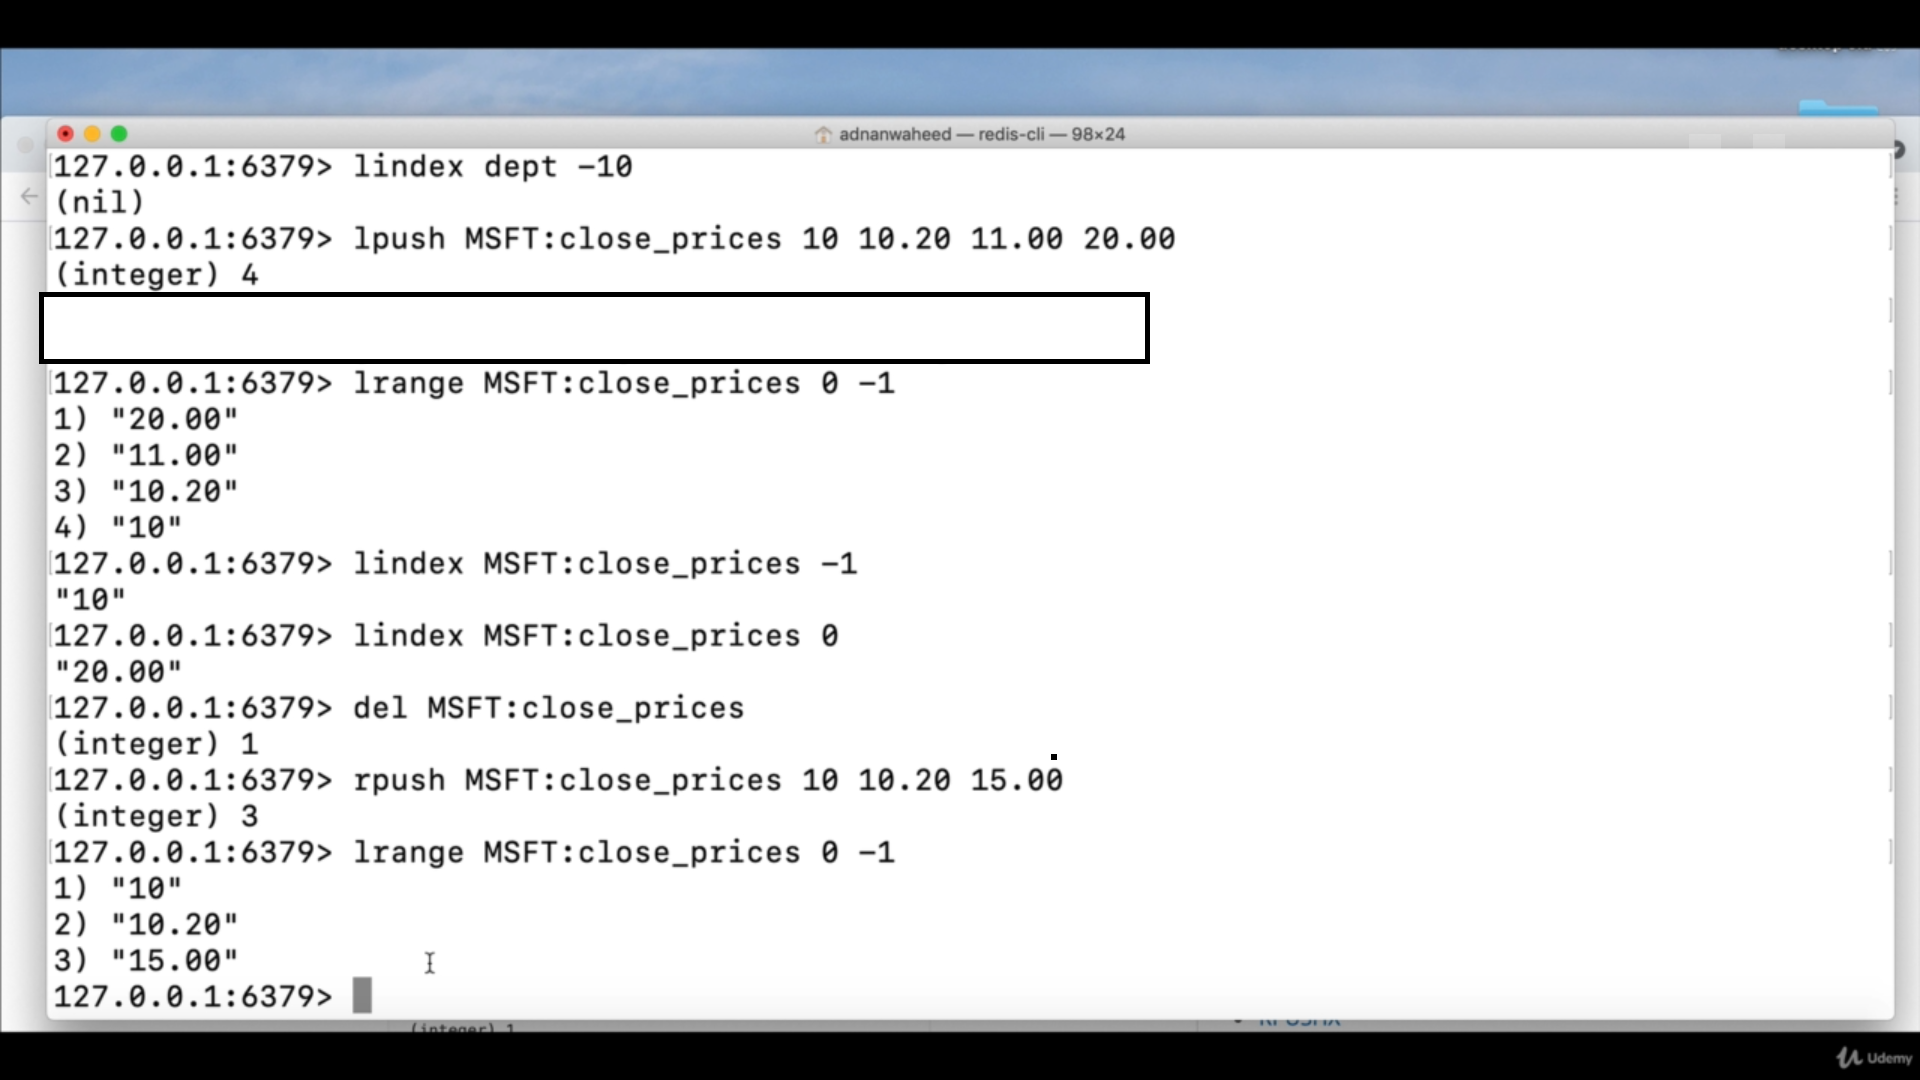 adnanwaheed — redis-cli — 98×24
127.0.0.1:6379> lindex dept -10
(nil)
127.0.0.1:6379> lpush MSFT:close_prices 10 10.20 11.00 20.00
(integer) 4
127.0.0.1:6379> lrange MSFT:close_prices 0 -1
1) "20.00"
2) "11.00"
3) "10.20"
4) "10"
127.0.0.1:6379> lindex MSFT:close_prices -1
"10"
127.0.0.1:6379> lindex MSFT:close_prices 0
"20.00"
127.0.0.1:6379> del MSFT:close_prices
(integer) 1
127.0.0.1:6379> rpush MSFT:close_prices 10 10.20 15.00
(integer) 3
127.0.0.1:6379> lrange MSFT:close_prices 0 -1
1) "10"
2) "10.20"
3) "15.00"
127.0.0.1:6379>
(integer) 1
RPUSHX
Udemy